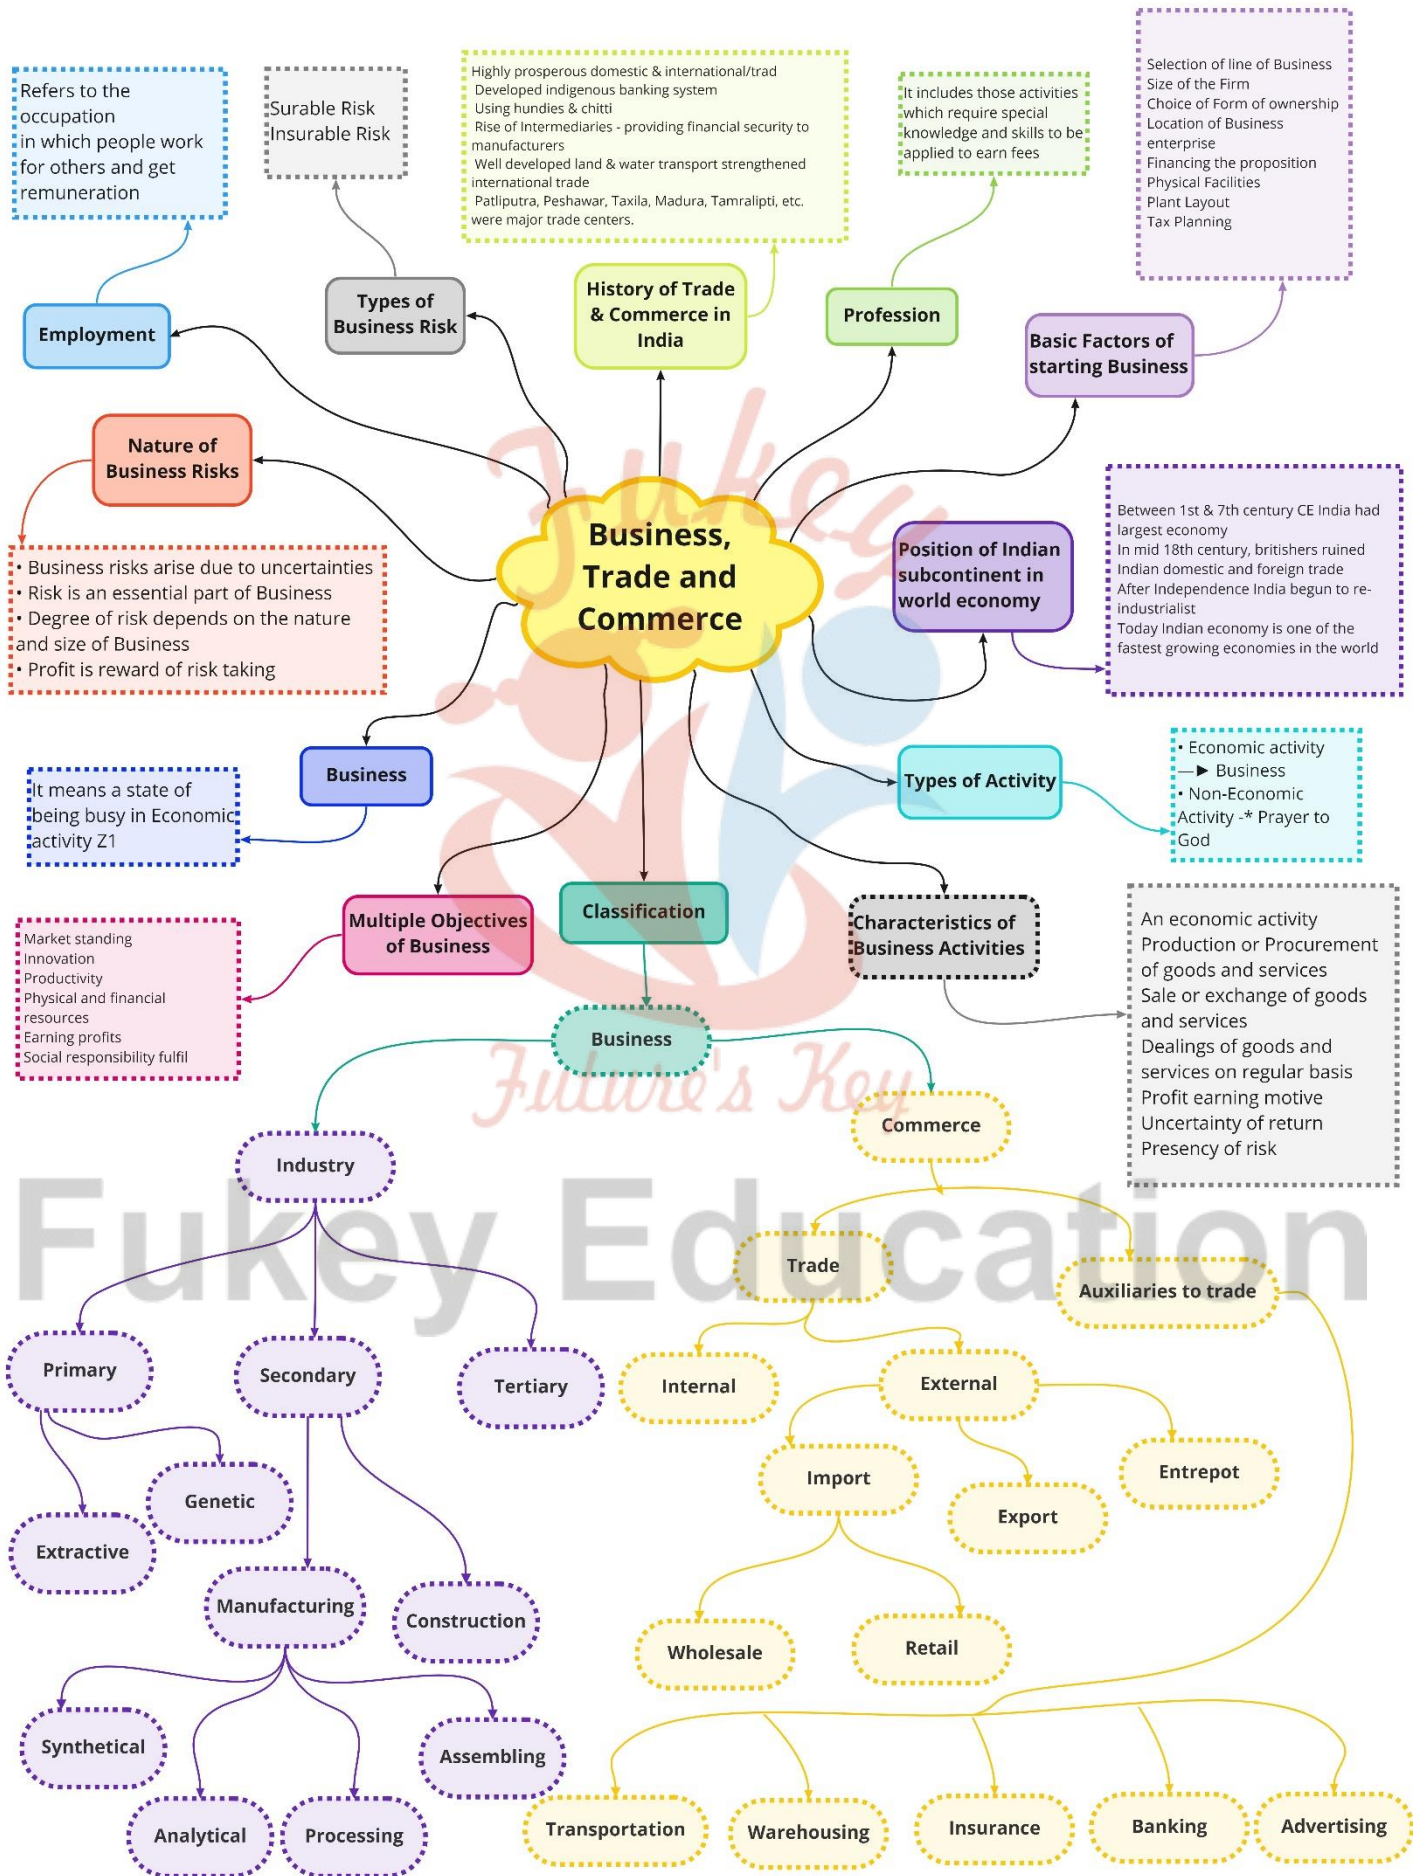 Refers to the
occupation
in which people work
for others and get
remuneration
Surable Risk
Insurable Risk
Highly prosperous domestic & international/trad
Developed indigenous banking system
Using hundies & chitti
Rise of Intermediaries - providing financial security to
manufacturers
Well developed land & water transport strengthened
international trade
Patliputra, Peshawar, Taxila, Madura, Tamralipti, etc.
were major trade centers.
It includes those activities
which require special
knowledge and skills to be
applied to earn fees
Selection of line of Business
Size of the Firm
Choice of Form of ownership
Location of Business
enterprise
Financing the proposition
Physical Facilities
Plant Layout
Tax Planning
Employment
Types of
Business Risk
History of Trade
& Commerce in
India
Profession
Basic Factors of
starting Business
Nature of
Business Risks
Fukey
Business,
Trade and
Commerce
Position of Indian
subcontinent in
world economy
Between 1st & 7th century CE India had
largest economy
In mid 18th century, britishers ruined
Indian domestic and foreign trade
After Independence India begun to re-
industrialist
Today Indian economy is one of the
fastest growing economies in the world
• Business risks arise due to uncertainties
• Risk is an essential part of Business
• Degree of risk depends on the nature
and size of Business
• Profit is reward of risk taking
Business
It means a state of
being busy in Economic
activity Z1
Types of Activity
• Economic activity
—► Business
• Non-Economic
Activity -* Prayer to
God
Multiple Objectives
of Business
Market standing
Innovation
Productivity
Physical and financial
resources
Earning profits
Social responsibility fulfil
Classification
Characteristics of
Business Activities
An economic activity
Production or Procurement
of goods and services
Sale or exchange of goods
and services
Dealings of goods and
services on regular basis
Profit earning motive
Uncertainty of return
Presency of risk
Business
Future's Key
Industry
Commerce
Fukey Education
Trade
Auxiliaries to trade
Primary
Secondary
Tertiary
Internal
External
Genetic
Extractive
Import
Export
Entrepot
Manufacturing
Construction
Wholesale
Retail
Synthetical
Analytical
Processing
Assembling
Transportation
Warehousing
Insurance
Banking
Advertising